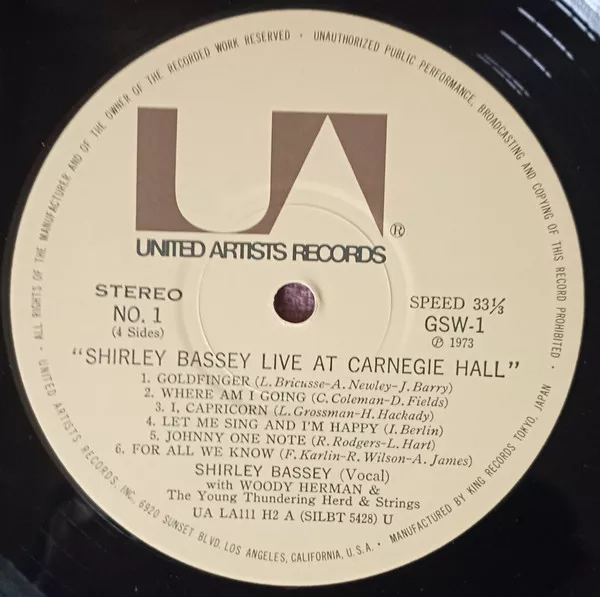 · ALL RIGHTS OF THE MANUFACTURER AND OF THE OWNER OF THE RECORDED WORK RESERVED · UNAUTHORIZED PUBLIC PERFORMANCE, BROADCASTING AND COPYING OF THIS RECORD PROHIBITED ·
UA®
UNITED ARTISTS RECORDS
STEREO
NO. 1
(4 Sides)
SPEED 33⅓
GSW-1
℗ 1973
"SHIRLEY BASSEY LIVE AT CARNEGIE HALL"
1. GOLDFINGER (L. Bricusse-A. Newley-J. Barry)
2. WHERE AM I GOING (C. Coleman-D. Fields)
3. I, CAPRICORN (L. Grossman-H. Hackady)
4. LET ME SING AND I'M HAPPY (I. Berlin)
5. JOHNNY ONE NOTE (R. Rodgers-L. Hart)
6. FOR ALL WE KNOW (F. Karlin-R. Wilson-A. James)
SHIRLEY BASSEY (Vocal)
with WOODY HERMAN &
The Young Thundering Herd & Strings
UA LA111 H2 A (SILBT 5428) U
UNITED ARTISTS RECORDS, INC. 6920 SUNSET BLVD. LOS ANGELES, CALIFORNIA, U.S.A. · MANUFACTURED BY KING RECORDS TOKYO, JAPAN